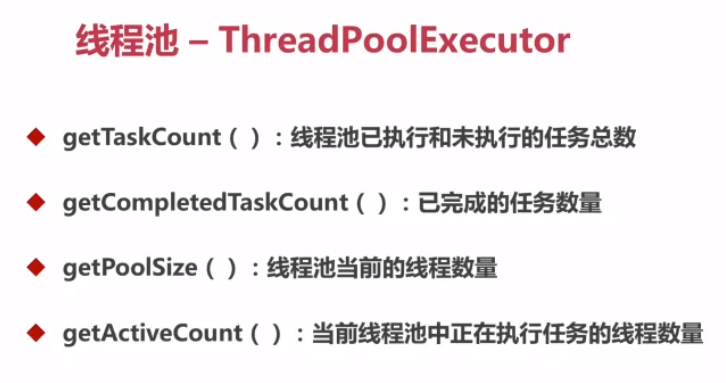 线程池 – ThreadPoolExecutor
◆ getTaskCount（）：线程池已执行和未执行的任务总数
◆ getCompletedTaskCount（）：已完成的任务数量
◆ getPoolSize（）：线程池当前的线程数量
◆ getActiveCount（）：当前线程池中正在执行任务的线程数量